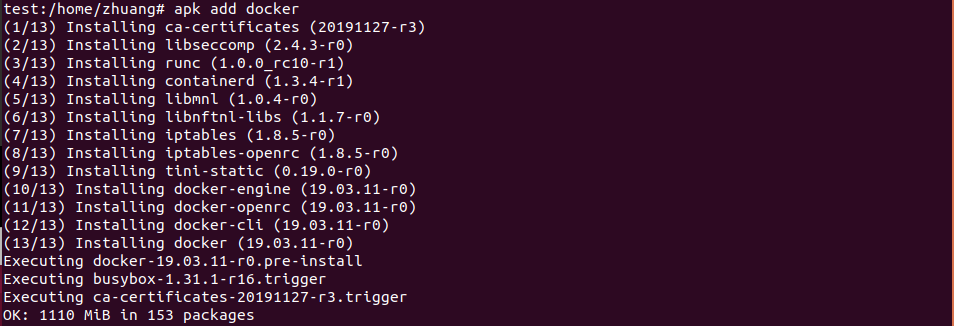 test:/home/zhuang# apk add docker
(1/13) Installing ca-certificates (20191127-r3)
(2/13) Installing libseccomp (2.4.3-r0)
(3/13) Installing runc (1.0.0_rc10-r1)
(4/13) Installing containerd (1.3.4-r1)
(5/13) Installing libmnl (1.0.4-r0)
(6/13) Installing libnftnl-libs (1.1.7-r0)
(7/13) Installing iptables (1.8.5-r0)
(8/13) Installing iptables-openrc (1.8.5-r0)
(9/13) Installing tini-static (0.19.0-r0)
(10/13) Installing docker-engine (19.03.11-r0)
(11/13) Installing docker-openrc (19.03.11-r0)
(12/13) Installing docker-cli (19.03.11-r0)
(13/13) Installing docker (19.03.11-r0)
Executing docker-19.03.11-r0.pre-install
Executing busybox-1.31.1-r16.trigger
Executing ca-certificates-20191127-r3.trigger
OK: 1110 MiB in 153 packages